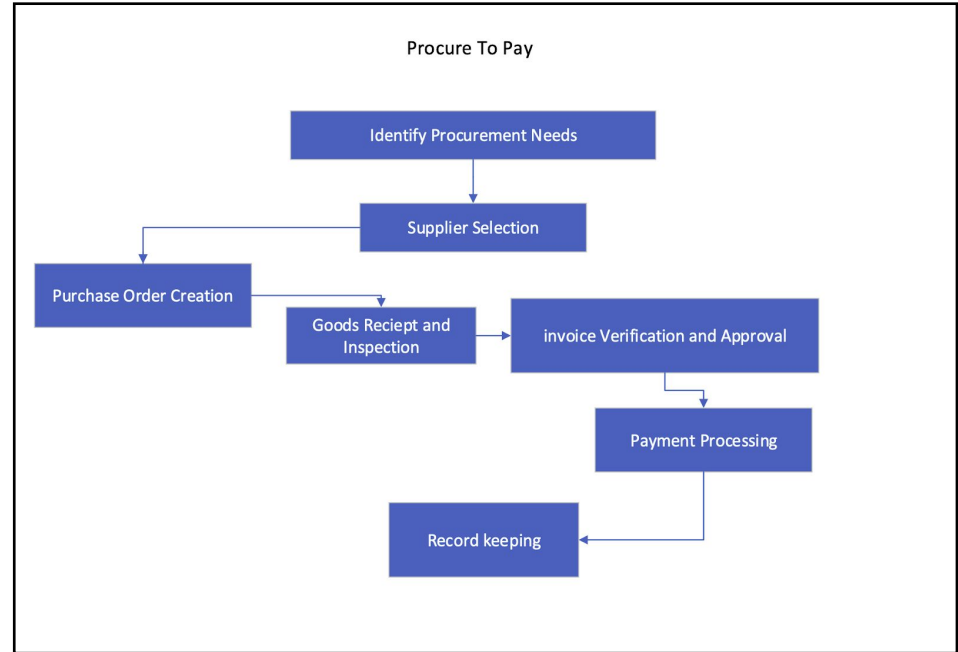 Procure To Pay
Identify Procurement Needs
Supplier Selection
Purchase Order Creation
Goods Reciept and
Inspection
invoice Verification and Approval
Payment Processing
Record keeping